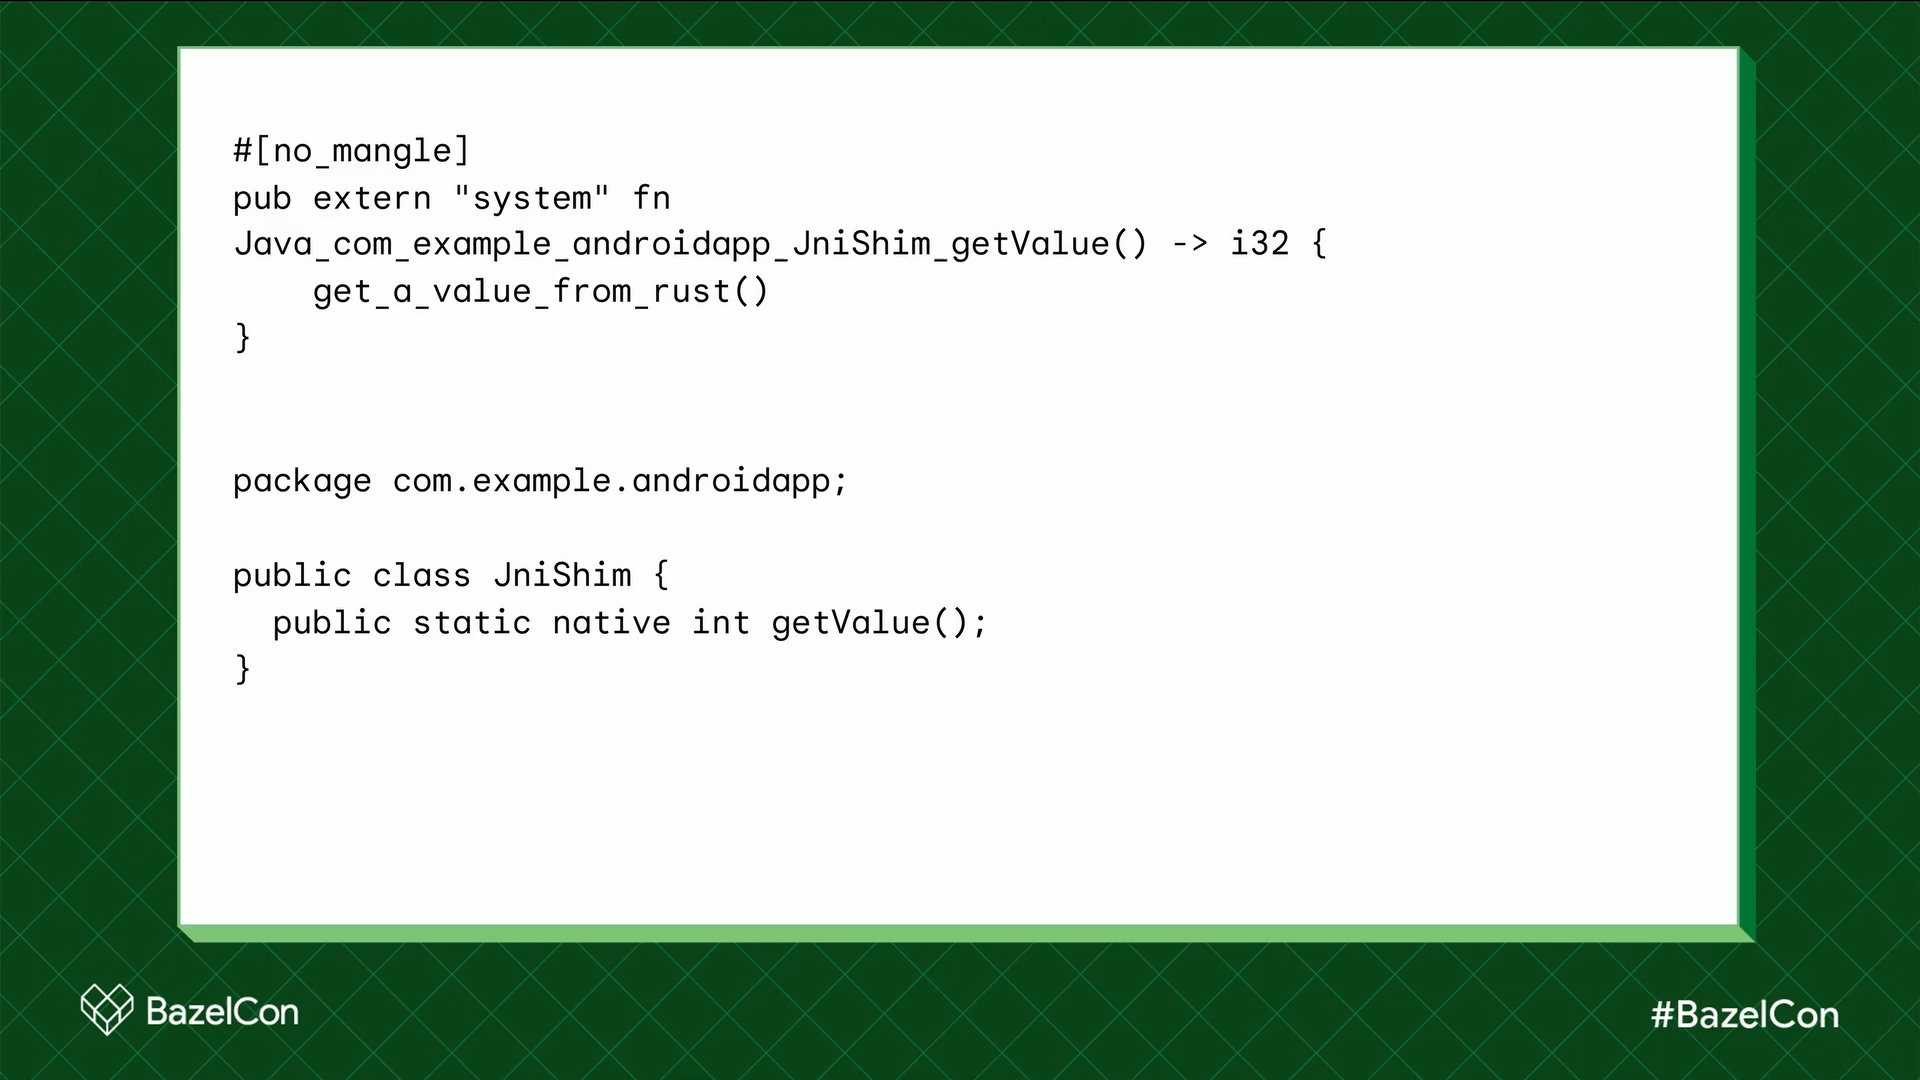 #[no_mangle]
pub extern "system" fn
Java_com_example_androidapp_JniShim_getValue() -> i32 {
    get_a_value_from_rust()
}
package com.example.androidapp;
public class JniShim {
  public static native int getValue();
}
BazelCon
#BazelCon